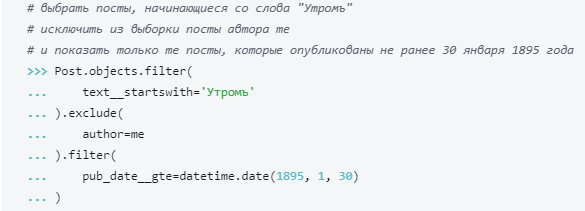 # выбрать посты, начинающиеся со слова "Утромъ"
# исключить из выборки посты автора me
# и показать только те посты, которые опубликованы не ранее 30 января 1895 года
>>> Post.objects.filter(
...     text__startswith='Утромъ'
... ).exclude(
...     author=me
... ).filter(
...     pub_date__gte=datetime.date(1895, 1, 30)
... )